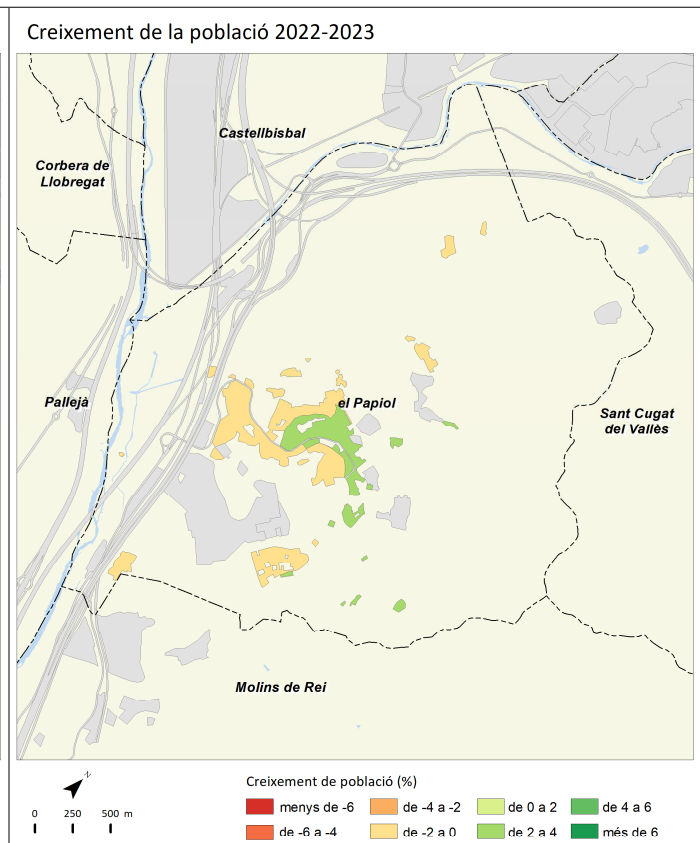 Creixement de la població 2022-2023
Castellbisbal
Corbera de
Llobregat
Pallejà
el Papiol
Sant Cugat
del Vallès
Molins de Rei
N
0 250 500 m
Creixement de població (%)
menys de -6
de -4 a -2
de 0 a 2
de 4 a 6
de -6 a -4
de -2 a 0
de 2 a 4
més de 6